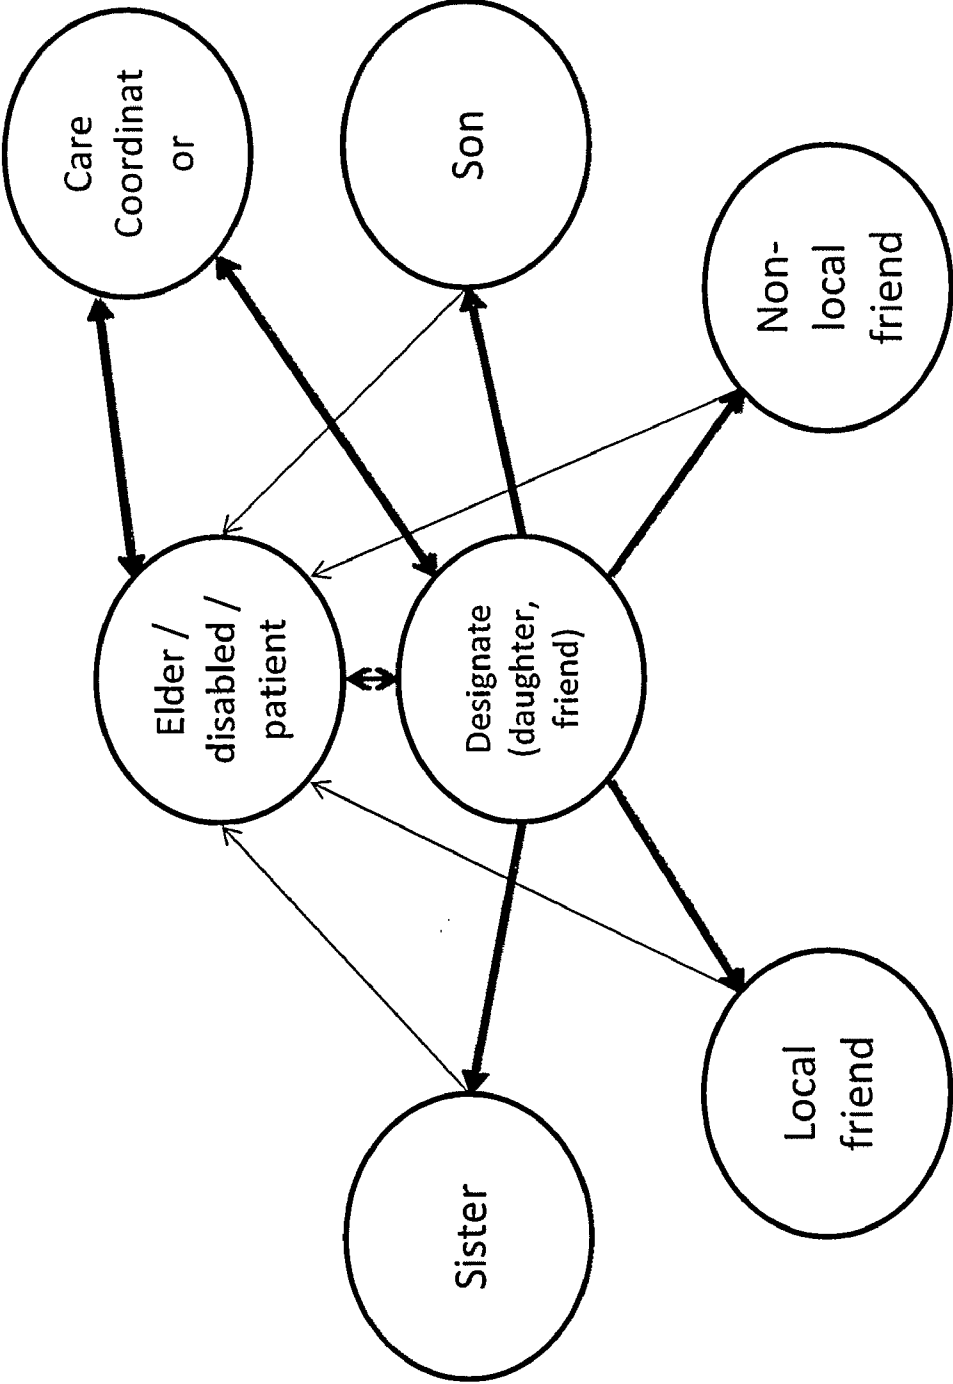 Elder /
disabled /
patient
Care
Coordinat
or
Sister
Designate
(daughter,
friend)
Son
Local
friend
Non-
local
friend